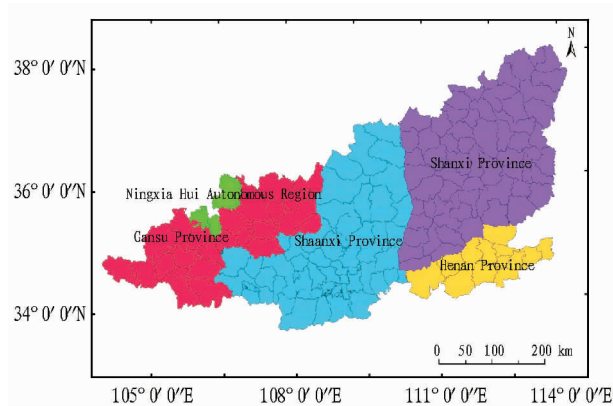 N
38° 0′ 0″N
36° 0′ 0″N
34° 0′ 0″N
Shanxi Province
Ningxia Hui Autonomous Region
Gansu Province
Shaanxi Province
Henan Province
0 50 100 200 km
105° 0′ 0″E
108° 0′ 0″E
111° 0′ 0″E
114° 0′ 0″E